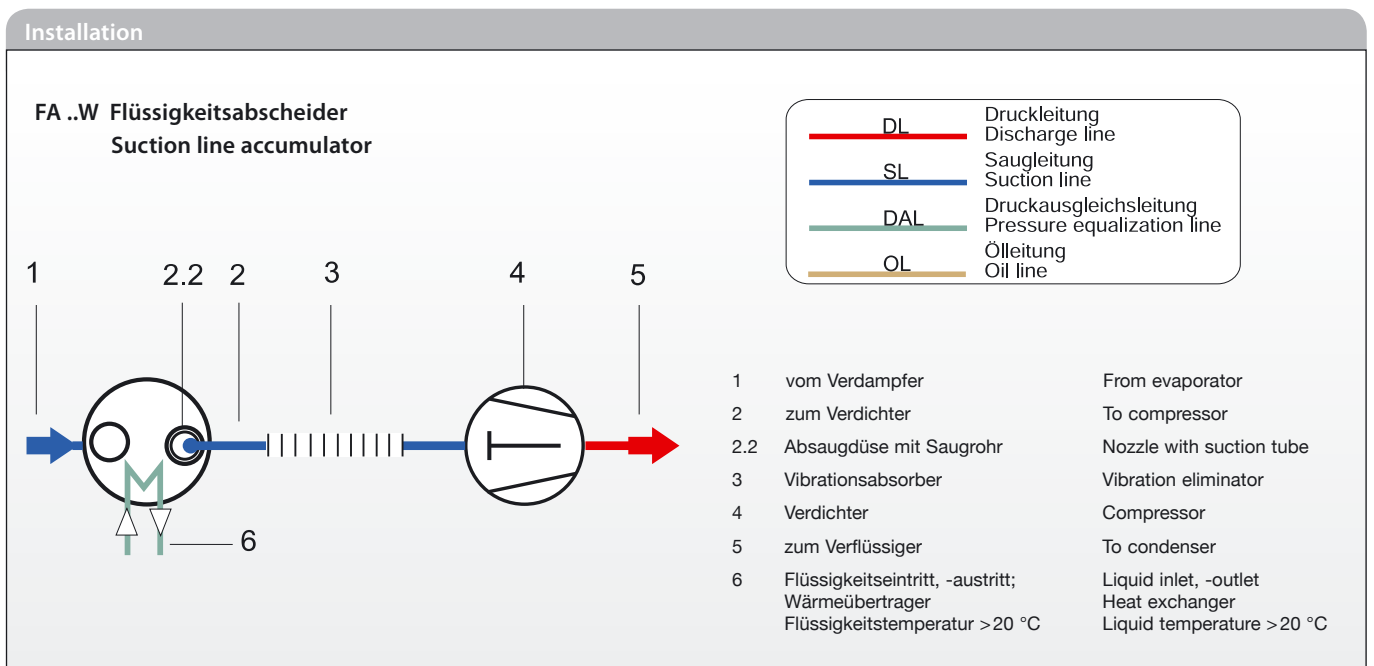 Installation
FA ..W Flüssigkeitsabscheider
Suction line accumulator
DL Druckleitung
Discharge line
SL Saugleitung
Suction line
DAL Druckausgleichsleitung
Pressure equalization line
OL Ölleitung
Oil line
1 2.2 2 3 4 5
6
1 vom Verdampfer From evaporator
2 zum Verdichter To compressor
2.2 Absaugdüse mit Saugrohr Nozzle with suction tube
3 Vibrationsabsorber Vibration eliminator
4 Verdichter Compressor
5 zum Verflüssiger To condenser
6 Flüssigkeitseintritt, -austritt; Liquid inlet, -outlet
Wärmeübertrager Heat exchanger
Flüssigkeitstemperatur >20 °C Liquid temperature >20 °C